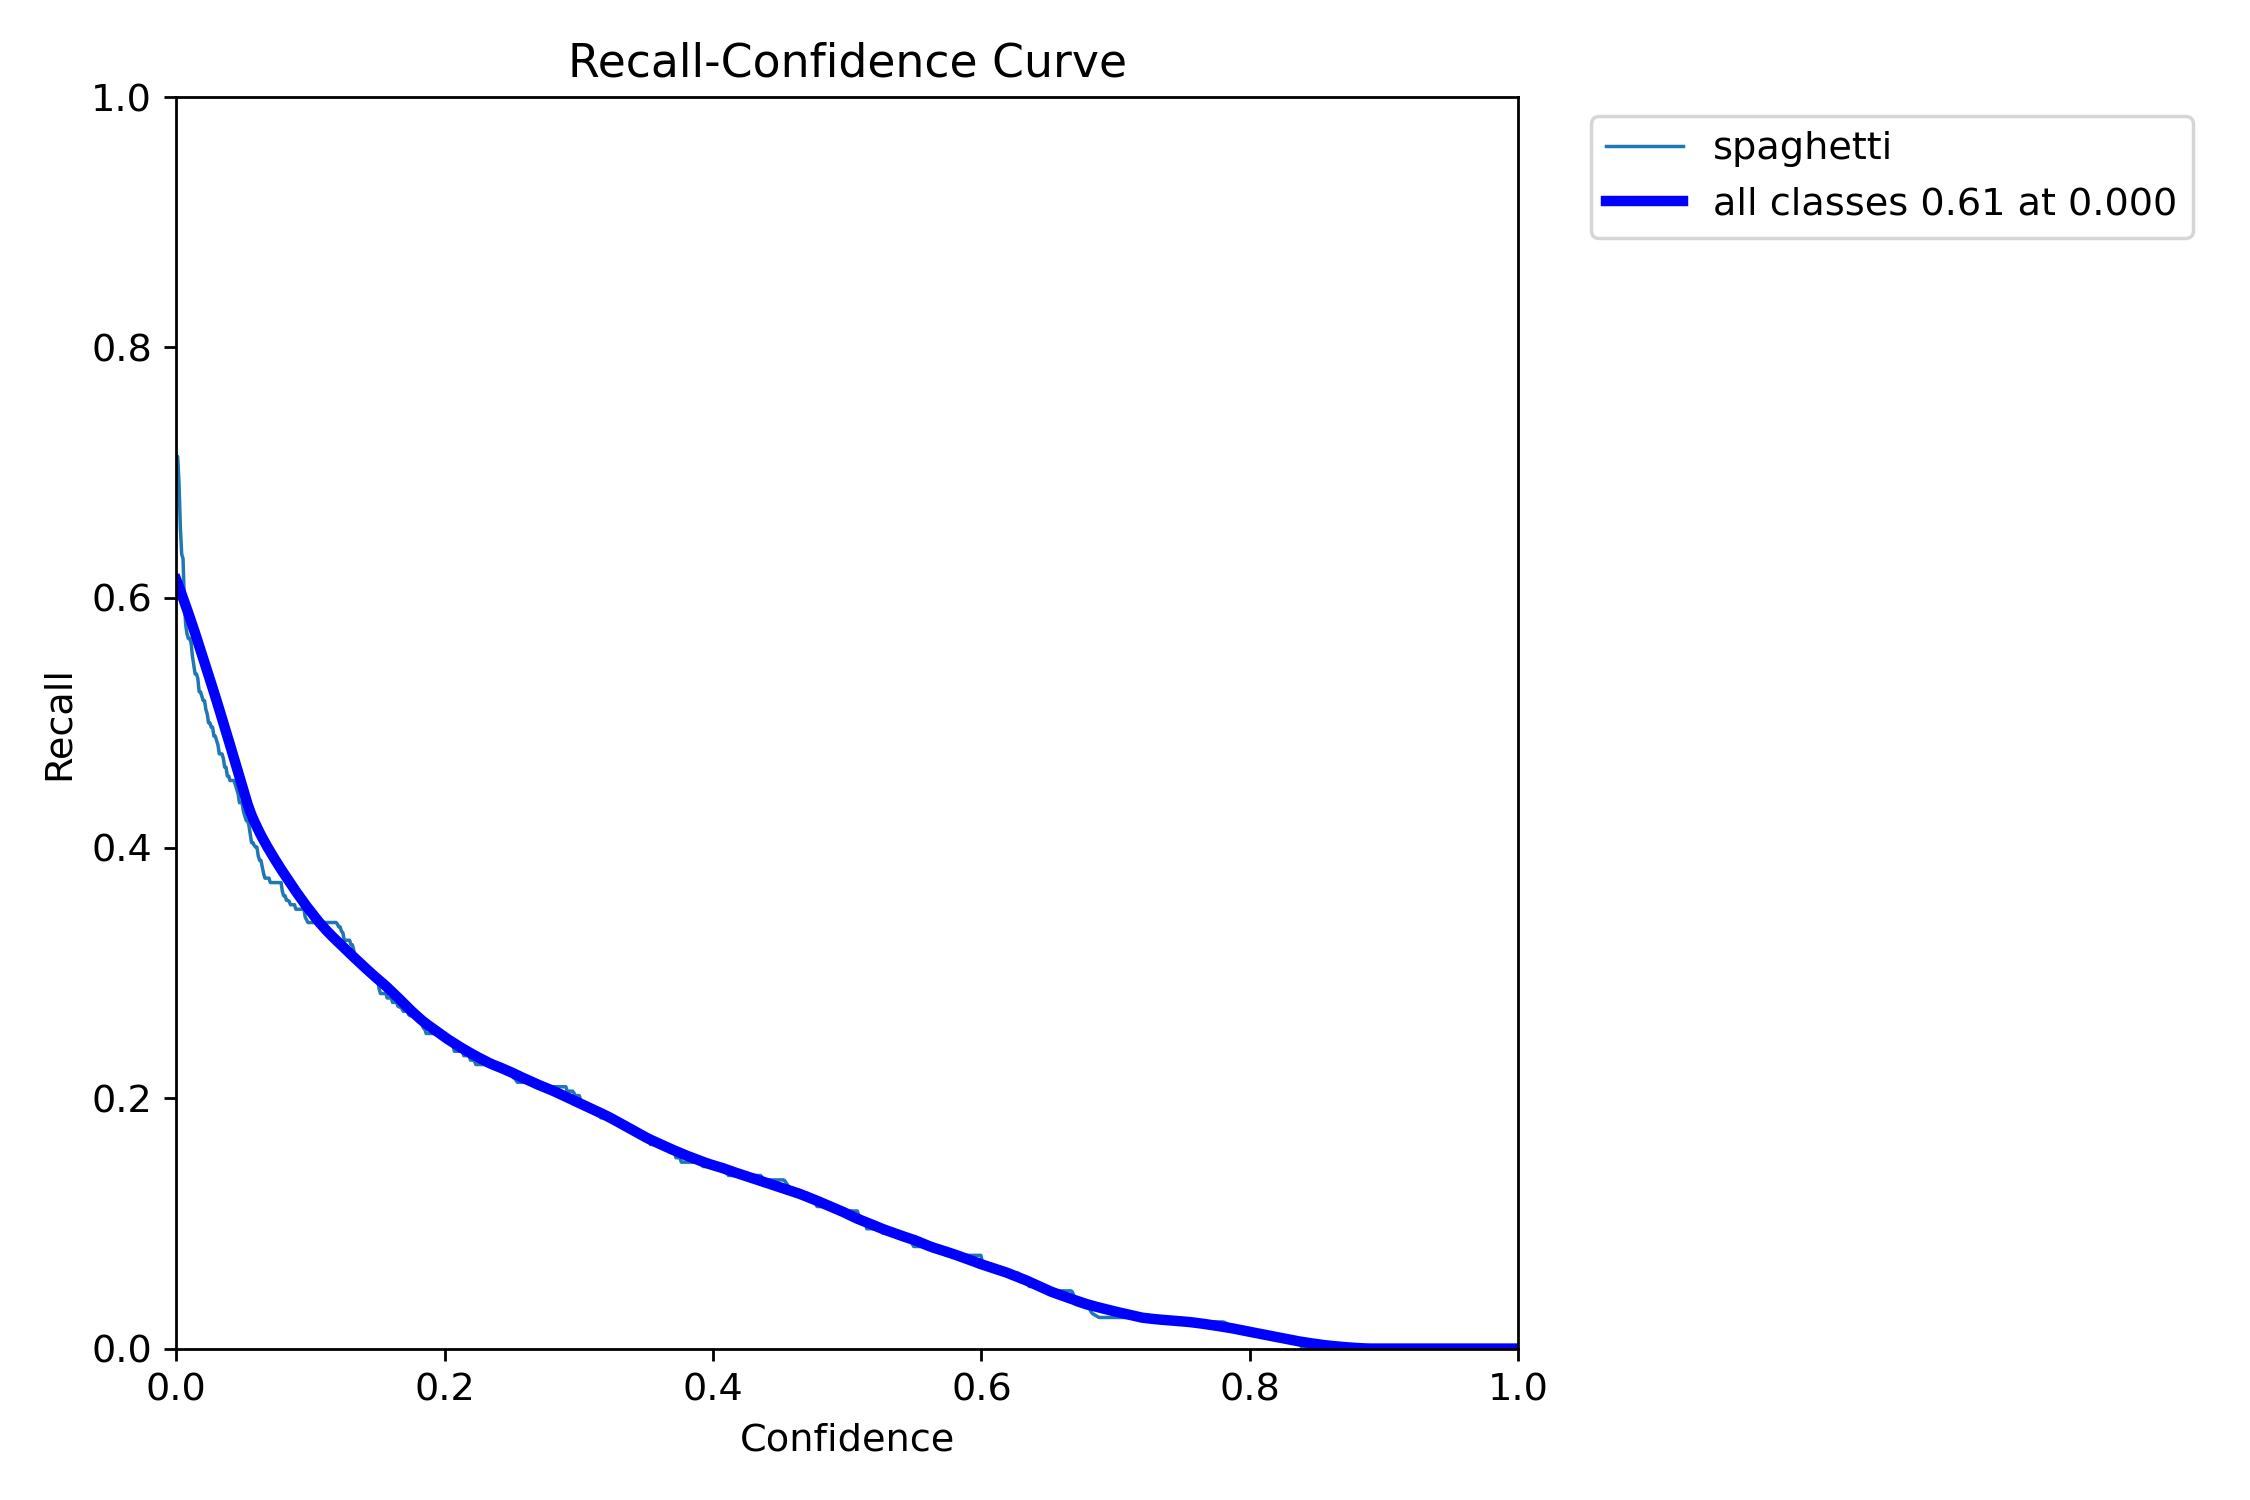 Recall-Confidence Curve
1.0
0.8
0.6
0.4
0.2
0.0
Recall
0.0 0.2 0.4 0.6 0.8 1.0
Confidence
spaghetti
all classes 0.61 at 0.000